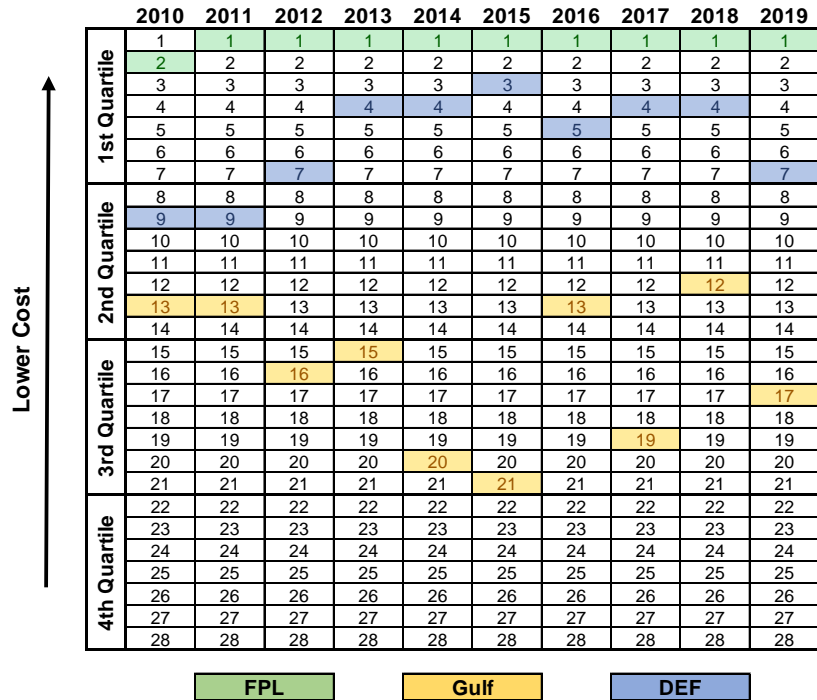 2010 2011 2012 2013 2014 2015 2016 2017 2018 2019
Lower Cost
1st Quartile
1 1 1 1 1 1 1 1 1 1
2 2 2 2 2 2 2 2 2 2
3 3 3 3 3 3 3 3 3 3
4 4 4 4 4 4 4 4 4 4
5 5 5 5 5 5 5 5 5 5
6 6 6 6 6 6 6 6 6 6
7 7 7 7 7 7 7 7 7 7
2nd Quartile
8 8 8 8 8 8 8 8 8 8
9 9 9 9 9 9 9 9 9 9
10 10 10 10 10 10 10 10 10 10
11 11 11 11 11 11 11 11 11 11
12 12 12 12 12 12 12 12 12 12
13 13 13 13 13 13 13 13 13 13
14 14 14 14 14 14 14 14 14 14
3rd Quartile
15 15 15 15 15 15 15 15 15 15
16 16 16 16 16 16 16 16 16 16
17 17 17 17 17 17 17 17 17 17
18 18 18 18 18 18 18 18 18 18
19 19 19 19 19 19 19 19 19 19
20 20 20 20 20 20 20 20 20 20
21 21 21 21 21 21 21 21 21 21
4th Quartile
22 22 22 22 22 22 22 22 22 22
23 23 23 23 23 23 23 23 23 23
24 24 24 24 24 24 24 24 24 24
25 25 25 25 25 25 25 25 25 25
26 26 26 26 26 26 26 26 26 26
27 27 27 27 27 27 27 27 27 27
28 28 28 28 28 28 28 28 28 28
FPL Gulf DEF